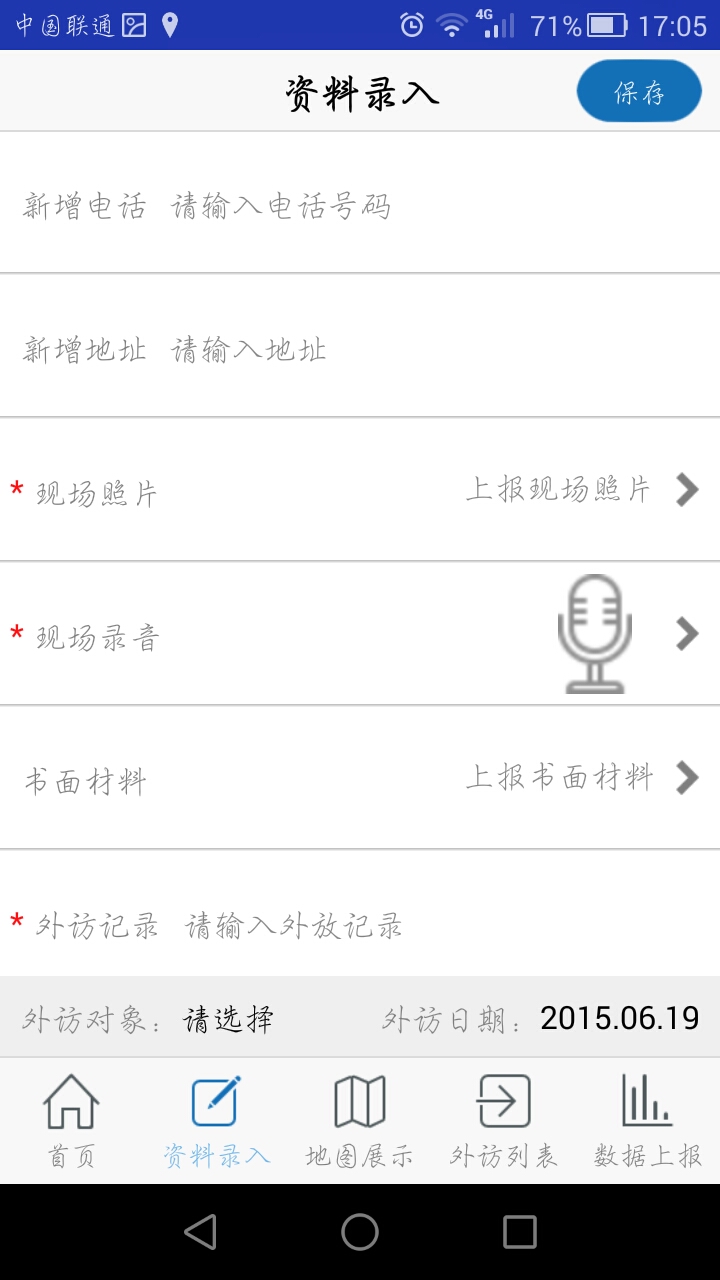 中国联通 4G 71% 17:05
资料录入 保存
新增电话 请输入电话号码
新增地址 请输入地址
* 现场照片 上报现场照片
* 现场录音
书面材料 上报书面材料
* 外访记录 请输入外放记录
外访对象: 请选择 外访日期: 2015.06.19
首页 资料录入 地图展示 外访列表 数据上报